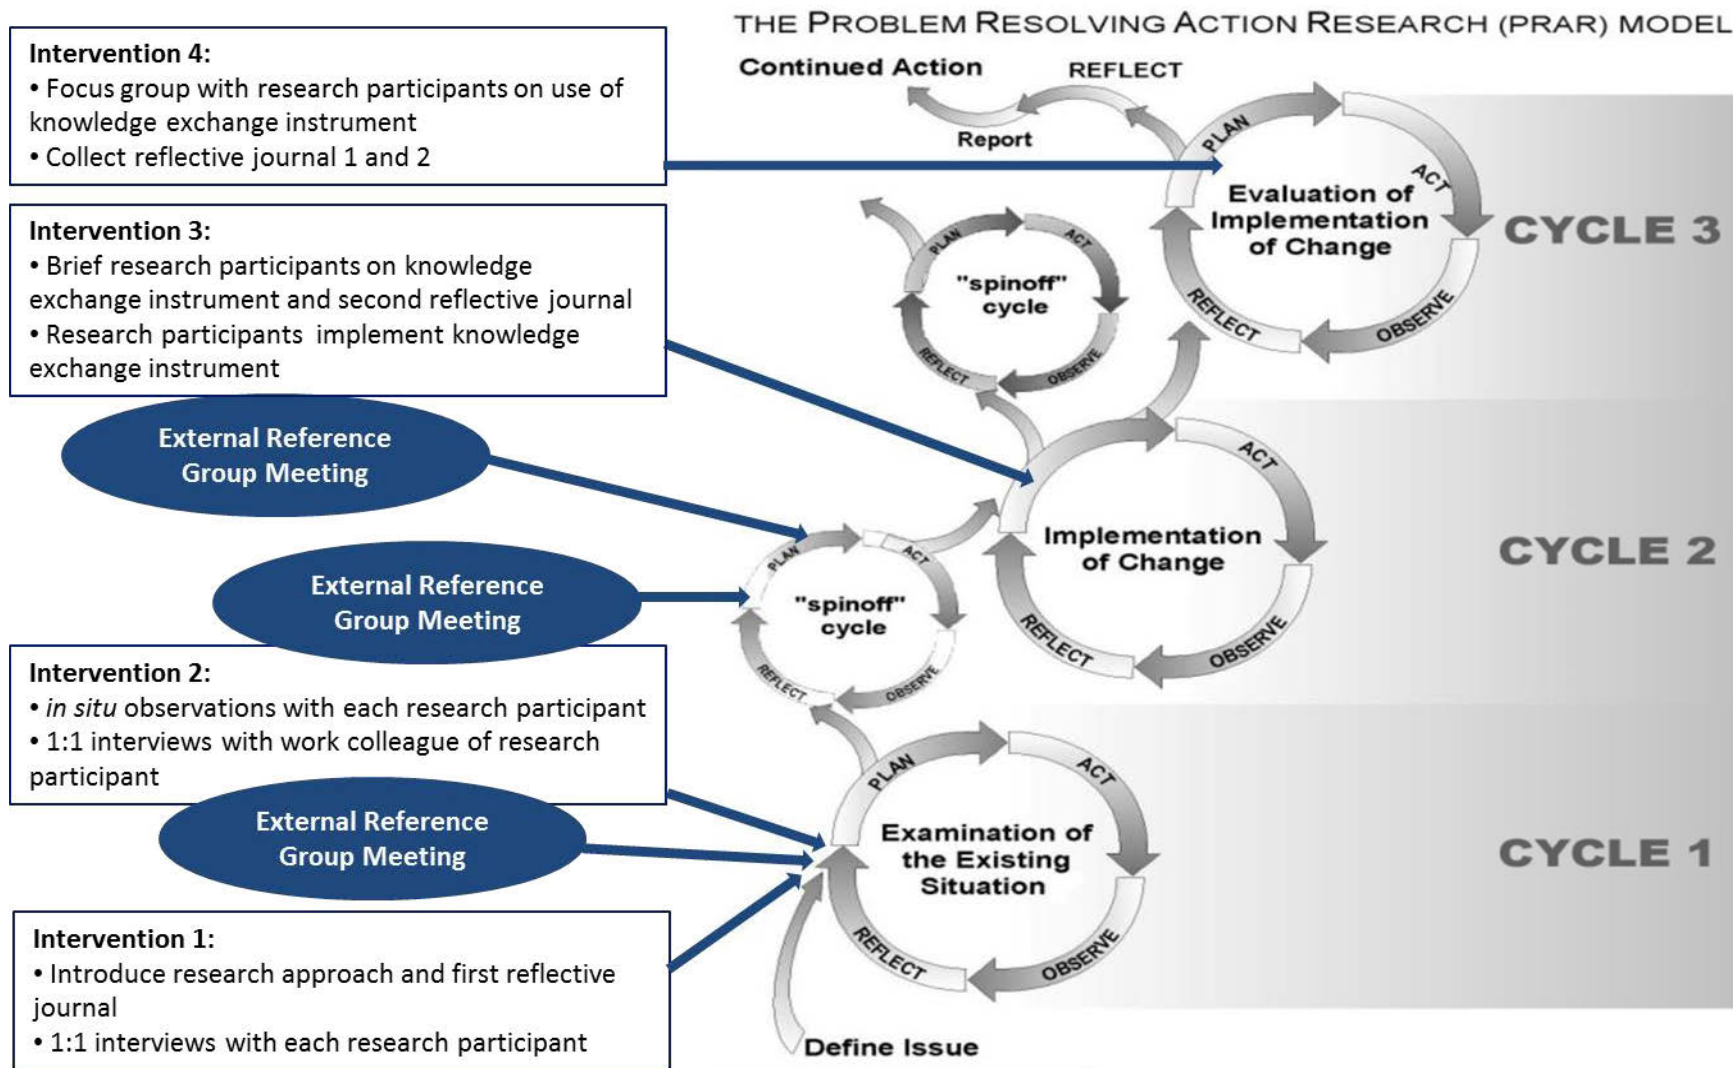 THE PROBLEM RESOLVING ACTION RESEARCH (PRAR) MODEL
Intervention 4:
• Focus group with research participants on use of
knowledge exchange instrument
• Collect reflective journal 1 and 2
Intervention 3:
• Brief research participants on knowledge
exchange instrument and second reflective journal
• Research participants implement knowledge
exchange instrument
External Reference
Group Meeting
External Reference
Group Meeting
Intervention 2:
• in situ observations with each research participant
• 1:1 interviews with work colleague of research
participant
External Reference
Group Meeting
Intervention 1:
• Introduce research approach and first reflective
journal
• 1:1 interviews with each research participant
Continued Action
REFLECT
Report
PLAN
ACT
OBSERVE
REFLECT
Evaluation of
Implementation
of Change
CYCLE 3
PLAN
ACT
OBSERVE
REFLECT
"spinoff"
cycle
ACT
OBSERVE
REFLECT
Implementation
of Change
CYCLE 2
PLAN
ACT
OBSERVE
REFLECT
"spinoff"
cycle
PLAN
ACT
OBSERVE
REFLECT
Examination of
the Existing
Situation
CYCLE 1
Define Issue